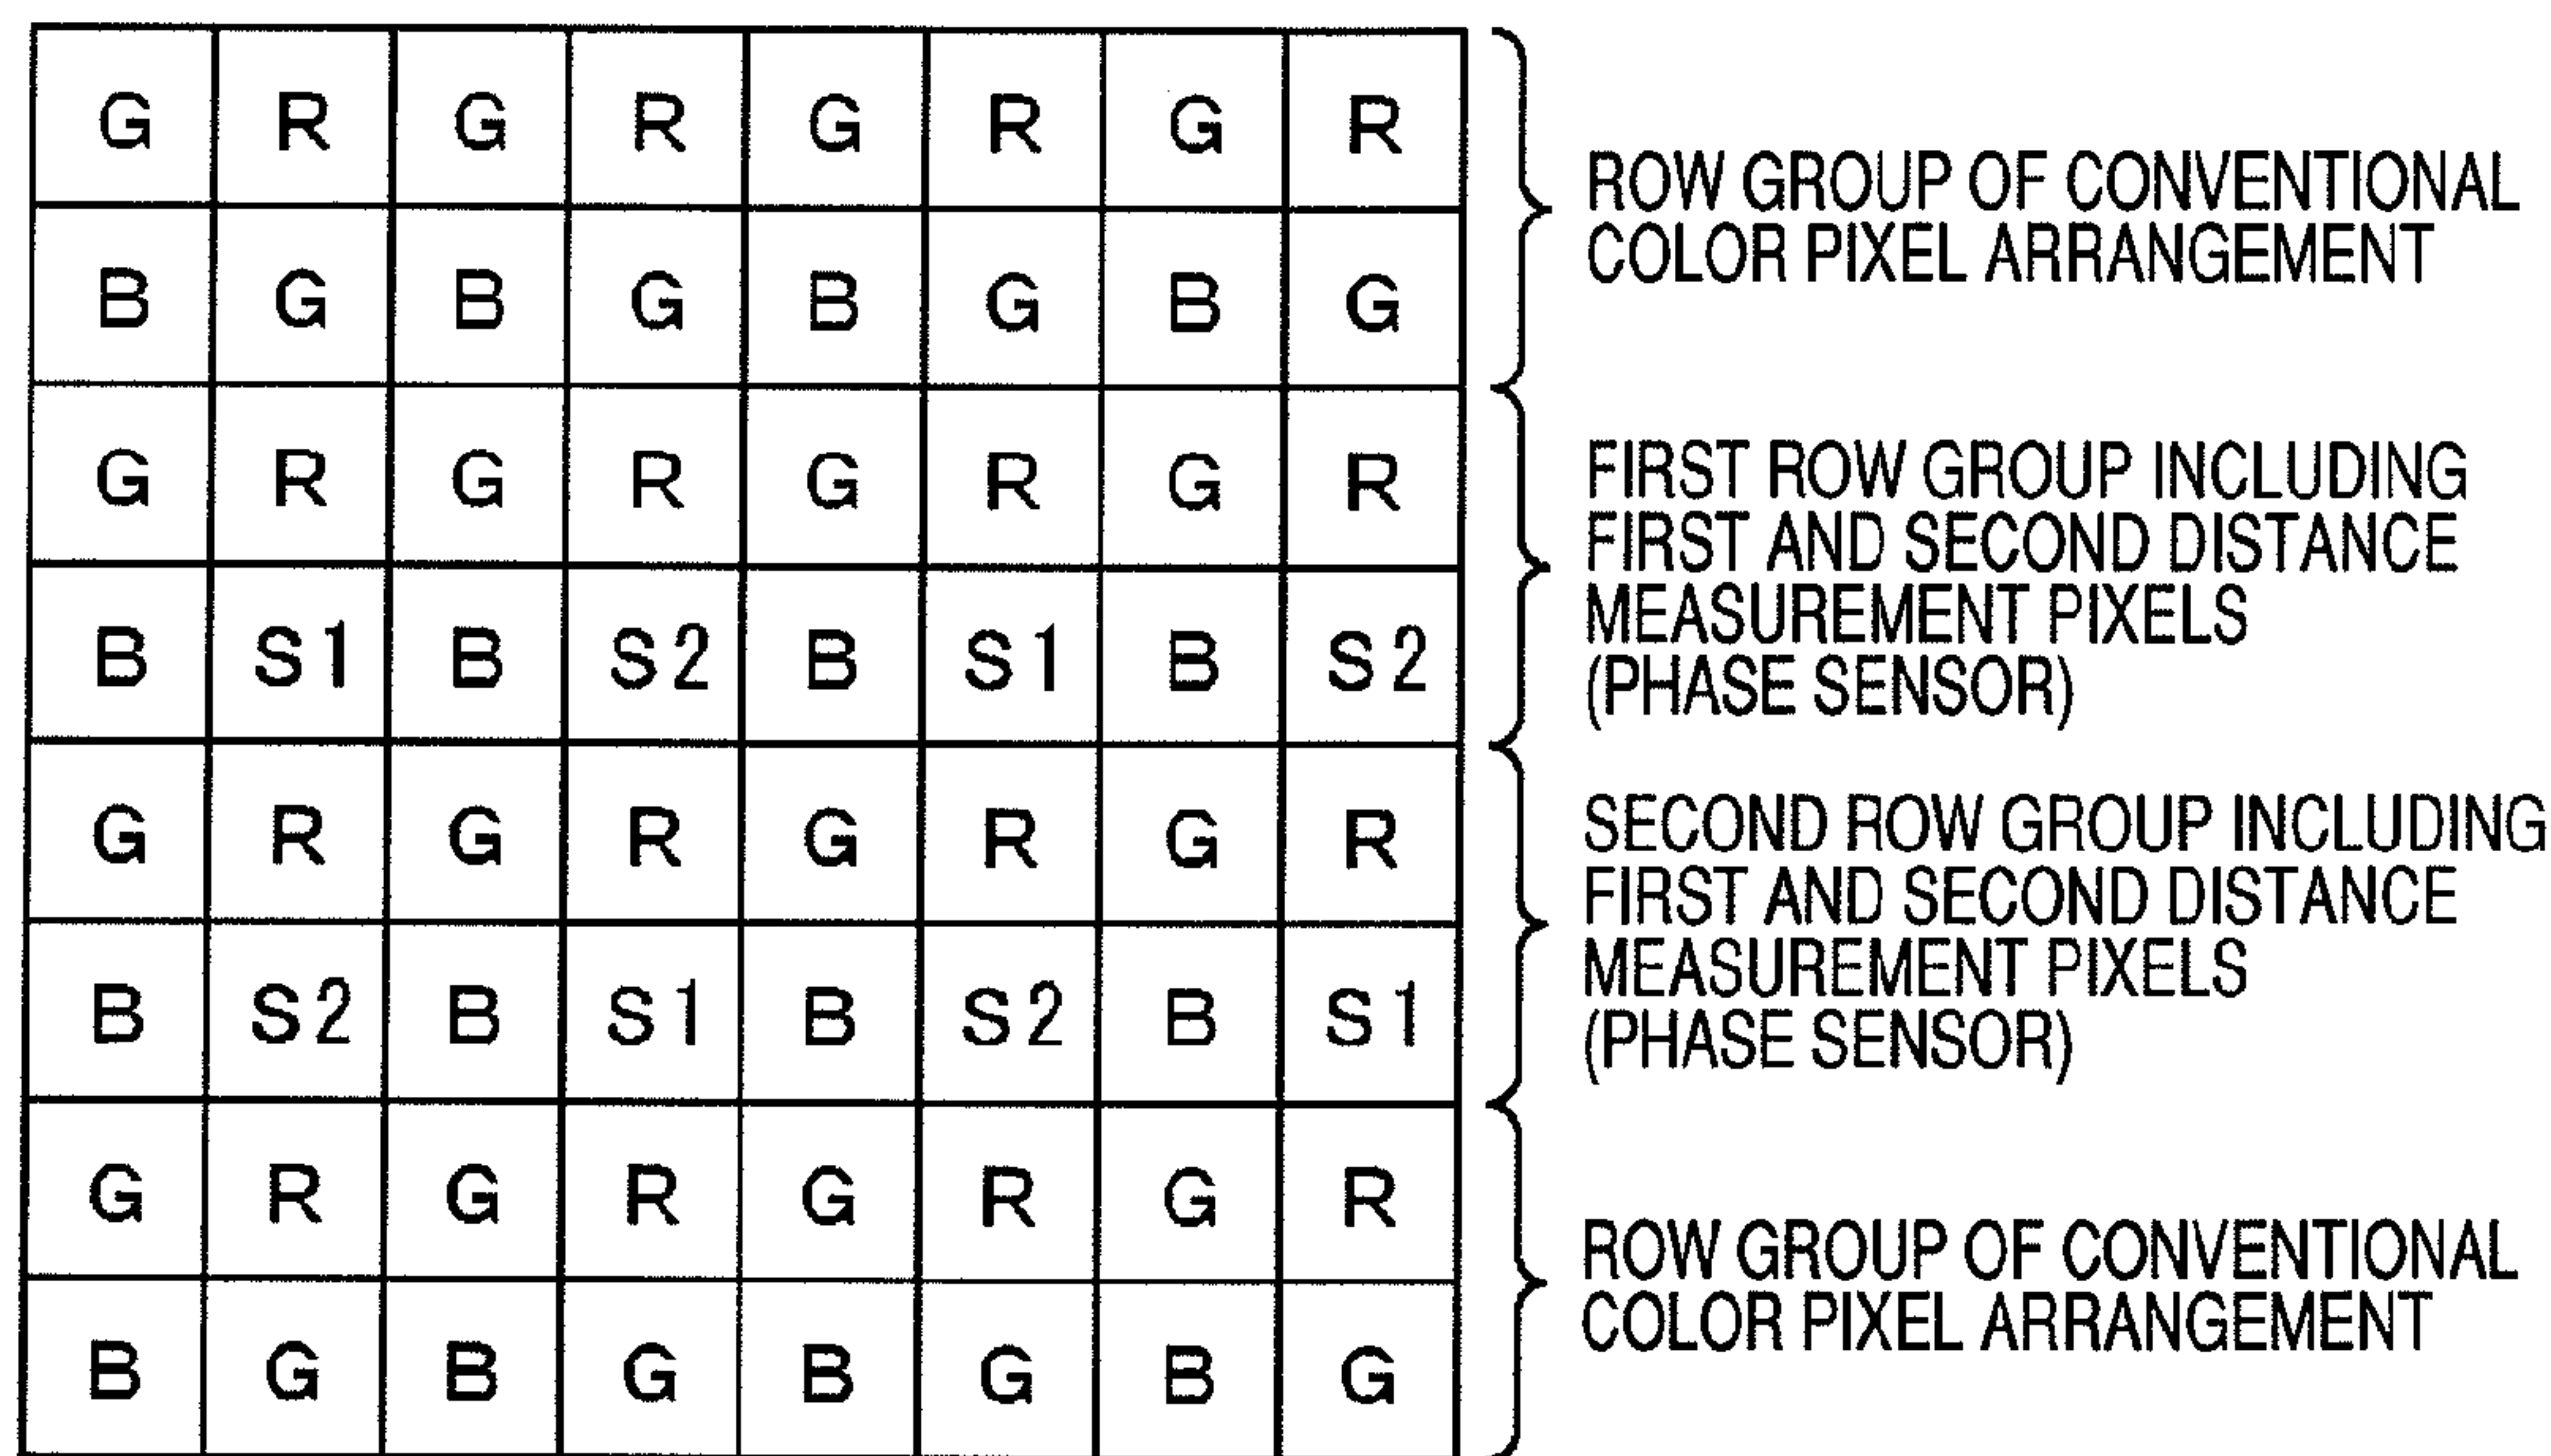 G R G R G R G R
B G B G B G B G
G R G R G R G R
B S1 B S2 B S1 B S2
G R G R G R G R
B S2 B S1 B S2 B S1
G R G R G R G R
B G B G B G B G
ROW GROUP OF CONVENTIONAL
COLOR PIXEL ARRANGEMENT
FIRST ROW GROUP INCLUDING
FIRST AND SECOND DISTANCE
MEASUREMENT PIXELS
(PHASE SENSOR)
SECOND ROW GROUP INCLUDING
FIRST AND SECOND DISTANCE
MEASUREMENT PIXELS
(PHASE SENSOR)
ROW GROUP OF CONVENTIONAL
COLOR PIXEL ARRANGEMENT